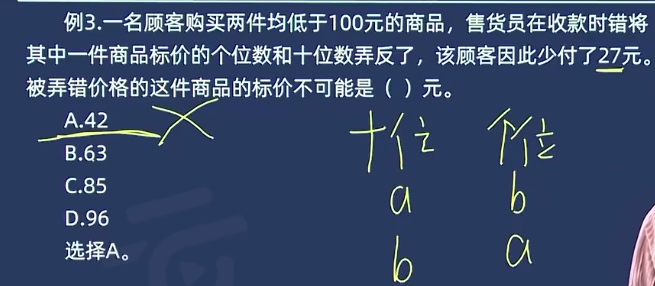 例3.一名顾客购买两件均低于100元的商品，售货员在收款时错将
其中一件商品标价的个位数和十位数弄反了，该顾客因此少付了27元。
被弄错价格的这件商品的标价不可能是（ ）元。
A.42
B.63
C.85
D.96
选择A。
十位 个位
a b
b a